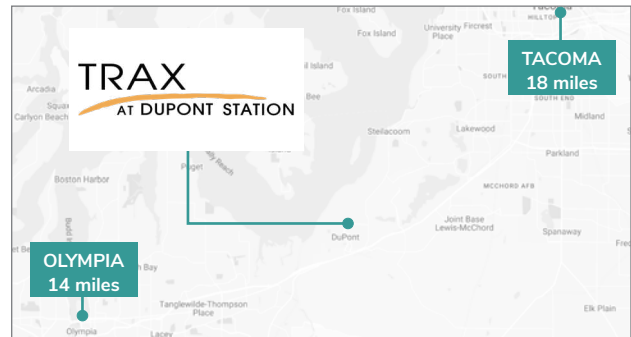 Fox Island
Tacoma
HILLTOP
University
Place
Fircrest
Fox Island
TACOMA
18 miles
TRAX
AT DUPONT STATION
SOUTH END
Arcadia
Carlyon Beach
Midland
Steilacoom
Lakewood
Parkland
Boston Harbor
MCCHORD AFB
Joint Base
Lewis-McChord
Spanaway
DuPont
OLYMPIA
14 miles
Tanglewilde-Thompson
Place
Elk Plain
Olympia
Lacey